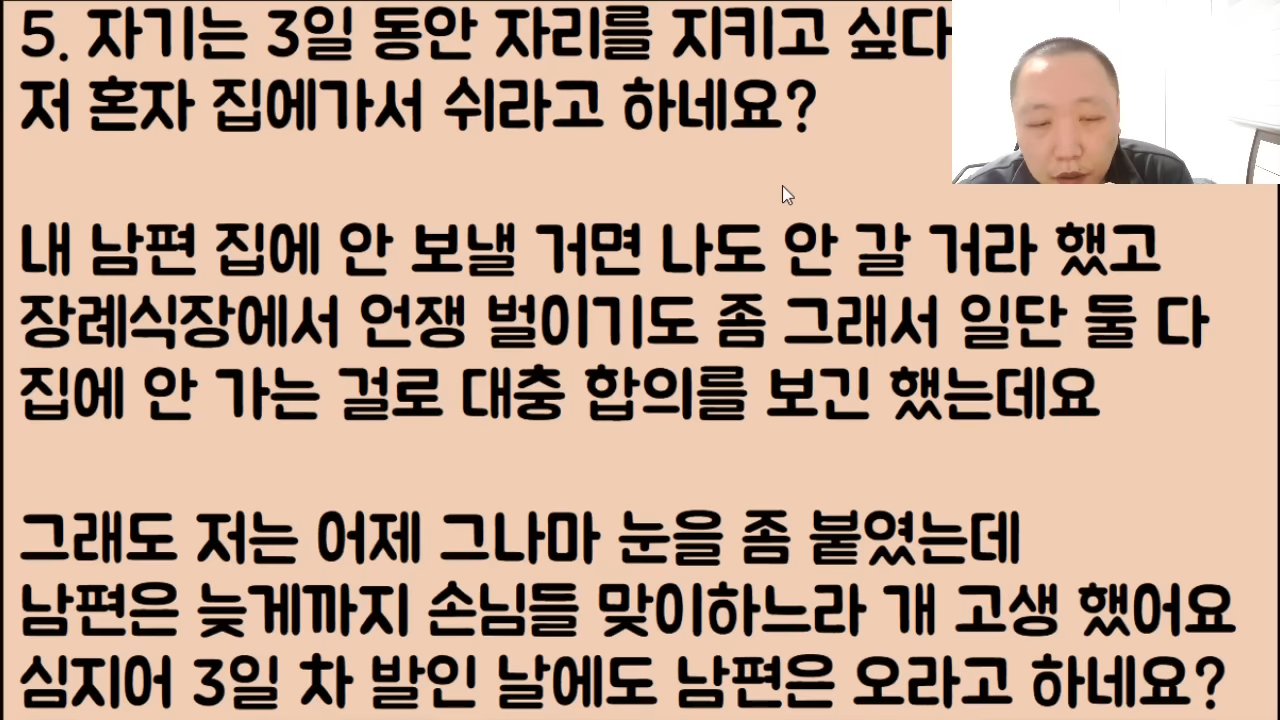 5. 자기는 3일 동안 자리를 지키고 싶다
저 혼자 집에가서 쉬라고 하네요?
내 남편 집에 안 보낼 거면 나도 안 갈 거라 했고
장례식장에서 언쟁 벌이기도 좀 그래서 일단 둘 다
집에 안 가는 걸로 대충 합의를 보긴 했는데요
그래도 저는 어제 그나마 눈을 좀 붙였는데
남편은 늦게까지 손님들 맞이하느라 개 고생 했어요
심지어 3일 차 발인 날에도 남편은 오라고 하네요?